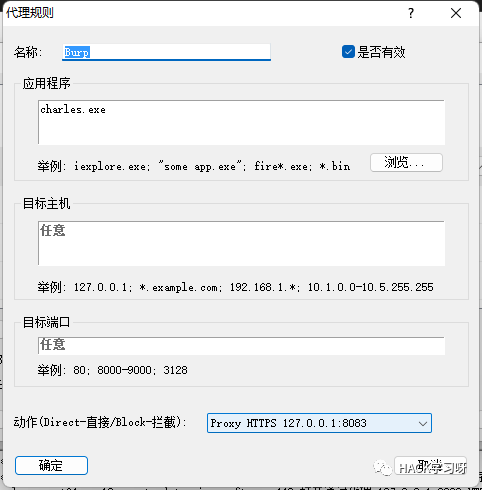 代理规则
名称: Burp 是否有效
应用程序
charles.exe
举例: iexplore.exe; "some app.exe"; fire*.exe; *.bin 浏览...
目标主机
任意
举例: 127.0.0.1; *.example.com; 192.168.1.*; 10.1.0.0-10.5.255.255
目标端口
任意
举例: 80; 8000-9000; 3128
动作(Direct-直接/Block-拦截): Proxy HTTPS 127.0.0.1:8083
确定 取消
HACK学习呀